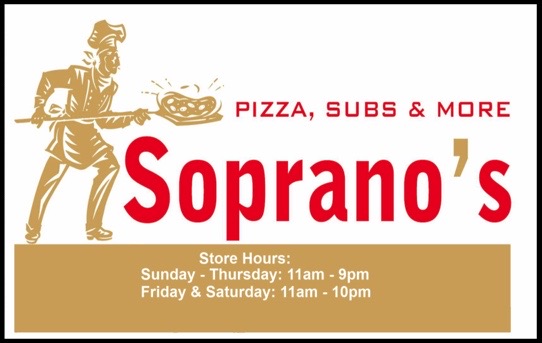 PIZZA, SUBS & MORE
Soprano's
Store Hours:
Sunday - Thursday: 11am - 9pm
Friday & Saturday: 11am - 10pm